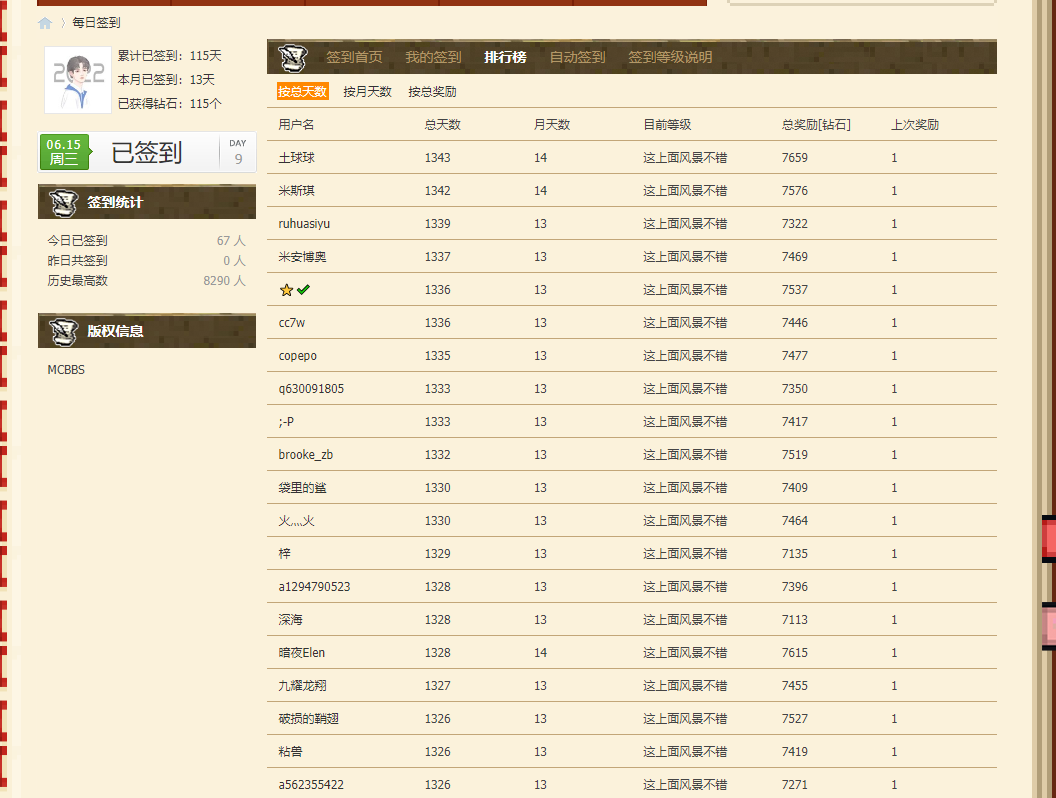 每日签到
2022
累计已签到：115天
本月已签到：13天
已获得钻石：115个
06.15
周三
已签到
DAY
9
签到统计
今日已签到 67 人
昨日共签到 0 人
历史最高数 8290 人
版权信息
MCBBS
签到首页 我的签到 排行榜 自动签到 签到等级说明
按总天数 按月天数 按总奖励
用户名 总天数 月天数 目前等级 总奖励[钻石] 上次奖励
土球球 1343 14 这上面风景不错 7659 1
米斯琪 1342 14 这上面风景不错 7576 1
ruhuasiyu 1339 13 这上面风景不错 7322 1
米安博奥 1337 13 这上面风景不错 7469 1
1336 13 这上面风景不错 7537 1
cc7w 1336 13 这上面风景不错 7446 1
copepo 1335 13 这上面风景不错 7477 1
q630091805 1333 13 这上面风景不错 7350 1
;-P 1333 13 这上面风景不错 7417 1
brooke_zb 1332 13 这上面风景不错 7519 1
袋里的鲨 1330 13 这上面风景不错 7409 1
火灬火 1330 13 这上面风景不错 7464 1
梓 1329 13 这上面风景不错 7135 1
a1294790523 1328 13 这上面风景不错 7396 1
深海 1328 13 这上面风景不错 7113 1
暗夜Elen 1328 14 这上面风景不错 7615 1
九耀龙翔 1327 13 这上面风景不错 7455 1
破损的鞘翅 1326 13 这上面风景不错 7527 1
粘兽 1326 13 这上面风景不错 7419 1
a562355422 1326 13 这上面风景不错 7271 1